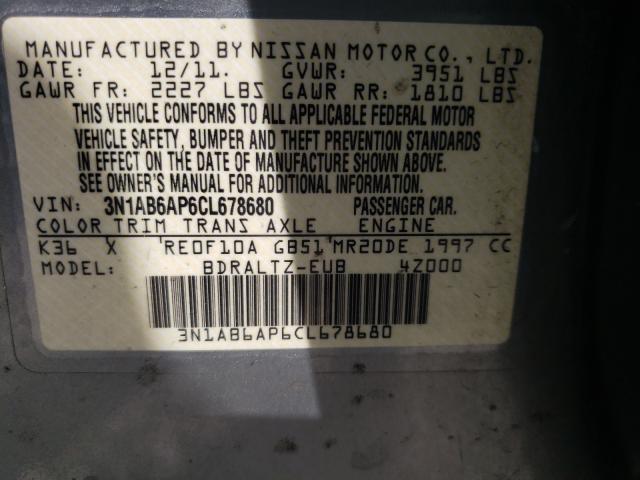 MANUFACTURED BY NISSAN MOTOR CO., LTD.
DATE: 12/11. GVWR: 3951 LBS
GAWR FR: 2227 LBS GAWR RR: 1810 LBS
THIS VEHICLE CONFORMS TO ALL APPLICABLE FEDERAL MOTOR
VEHICLE SAFETY, BUMPER AND THEFT PREVENTION STANDARDS
IN EFFECT ON THE DATE OF MANUFACTURE SHOWN ABOVE.
SEE OWNER'S MANUAL FOR ADDITIONAL INFORMATION
VIN: 3N1AB6AP6CL678680 PASSENGER CAR.
COLOR TRIM TRANS AXLE ENGINE
K36 X RE0F10A GB51 MR20DE 1997 CC
MODEL: BDRALTZ-EUB 4Z000
3N1AB6AP6CL678680